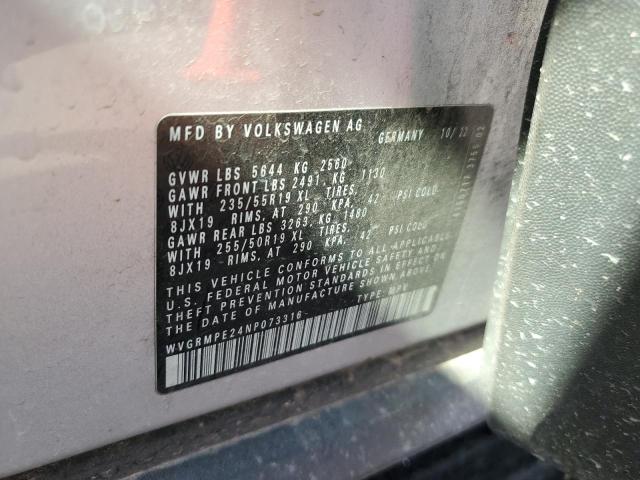 MFD BY VOLKSWAGEN AG GERMANY 10/22
GVWR LBS 5644 KG 2560
GAWR FRONT LBS 2491, KG 1130
WITH 235/55R19 XL TIRES,
8JX19 RIMS, AT 290 KPA, 42 PSI COLD
GAWR REAR LBS 3263, KG 1480
WITH 255/50R19 XL TIRES,
8JX19 RIMS, AT 290 KPA, 42 PSI COLD
THIS VEHICLE CONFORMS TO ALL APPLICABLE
U.S. FEDERAL MOTOR VEHICLE SAFETY AND
THEFT PREVENTION STANDARDS IN EFFECT ON
THE DATE OF MANUFACTURE SHOWN ABOVE.
WVGRMPE24NP073316 TYPE: MPV